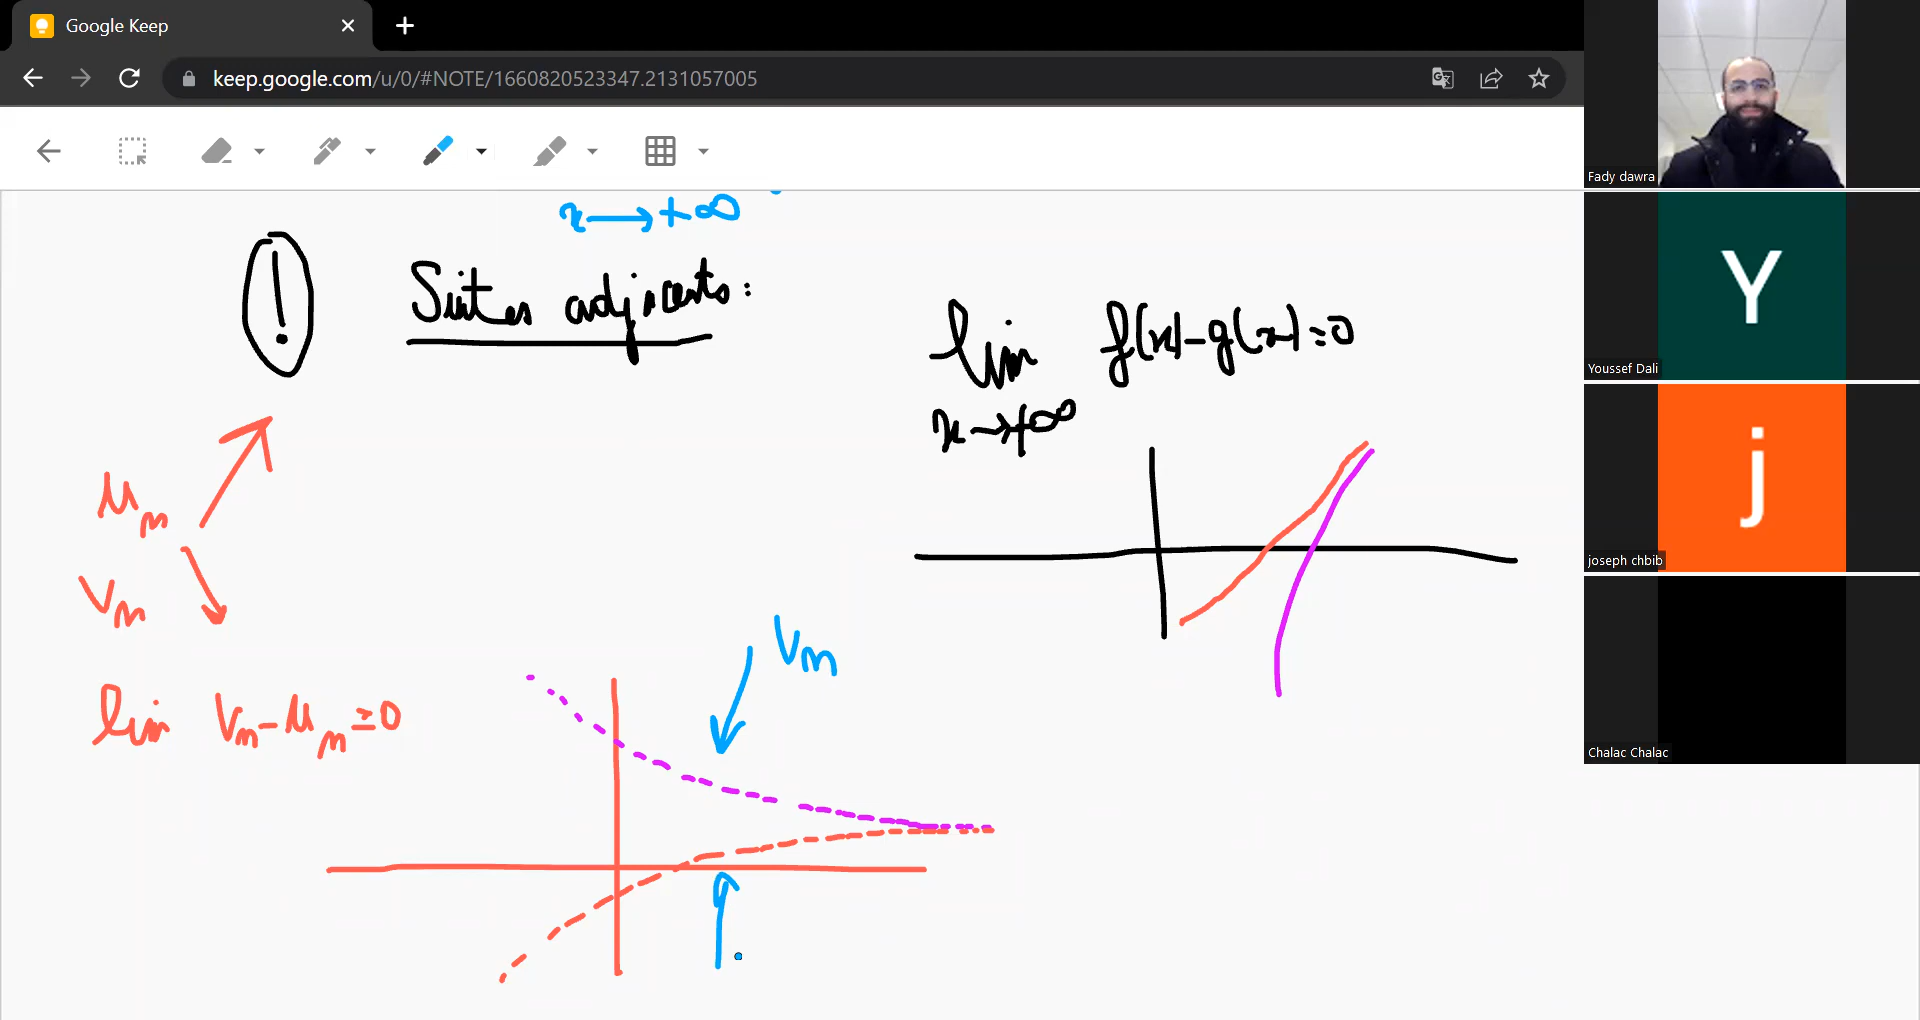 Google Keep
keep.google.com/u/0/#NOTE/1660820523347.2131057005
x → +∞
! Suites adjacents:
lim f(x)-g(x)=0
x→+∞
Un
Vn
lim Vn-Un=0
Vn
Fady dawra
Y
Youssef Dali
j
joseph chbib
Chalac Chalac